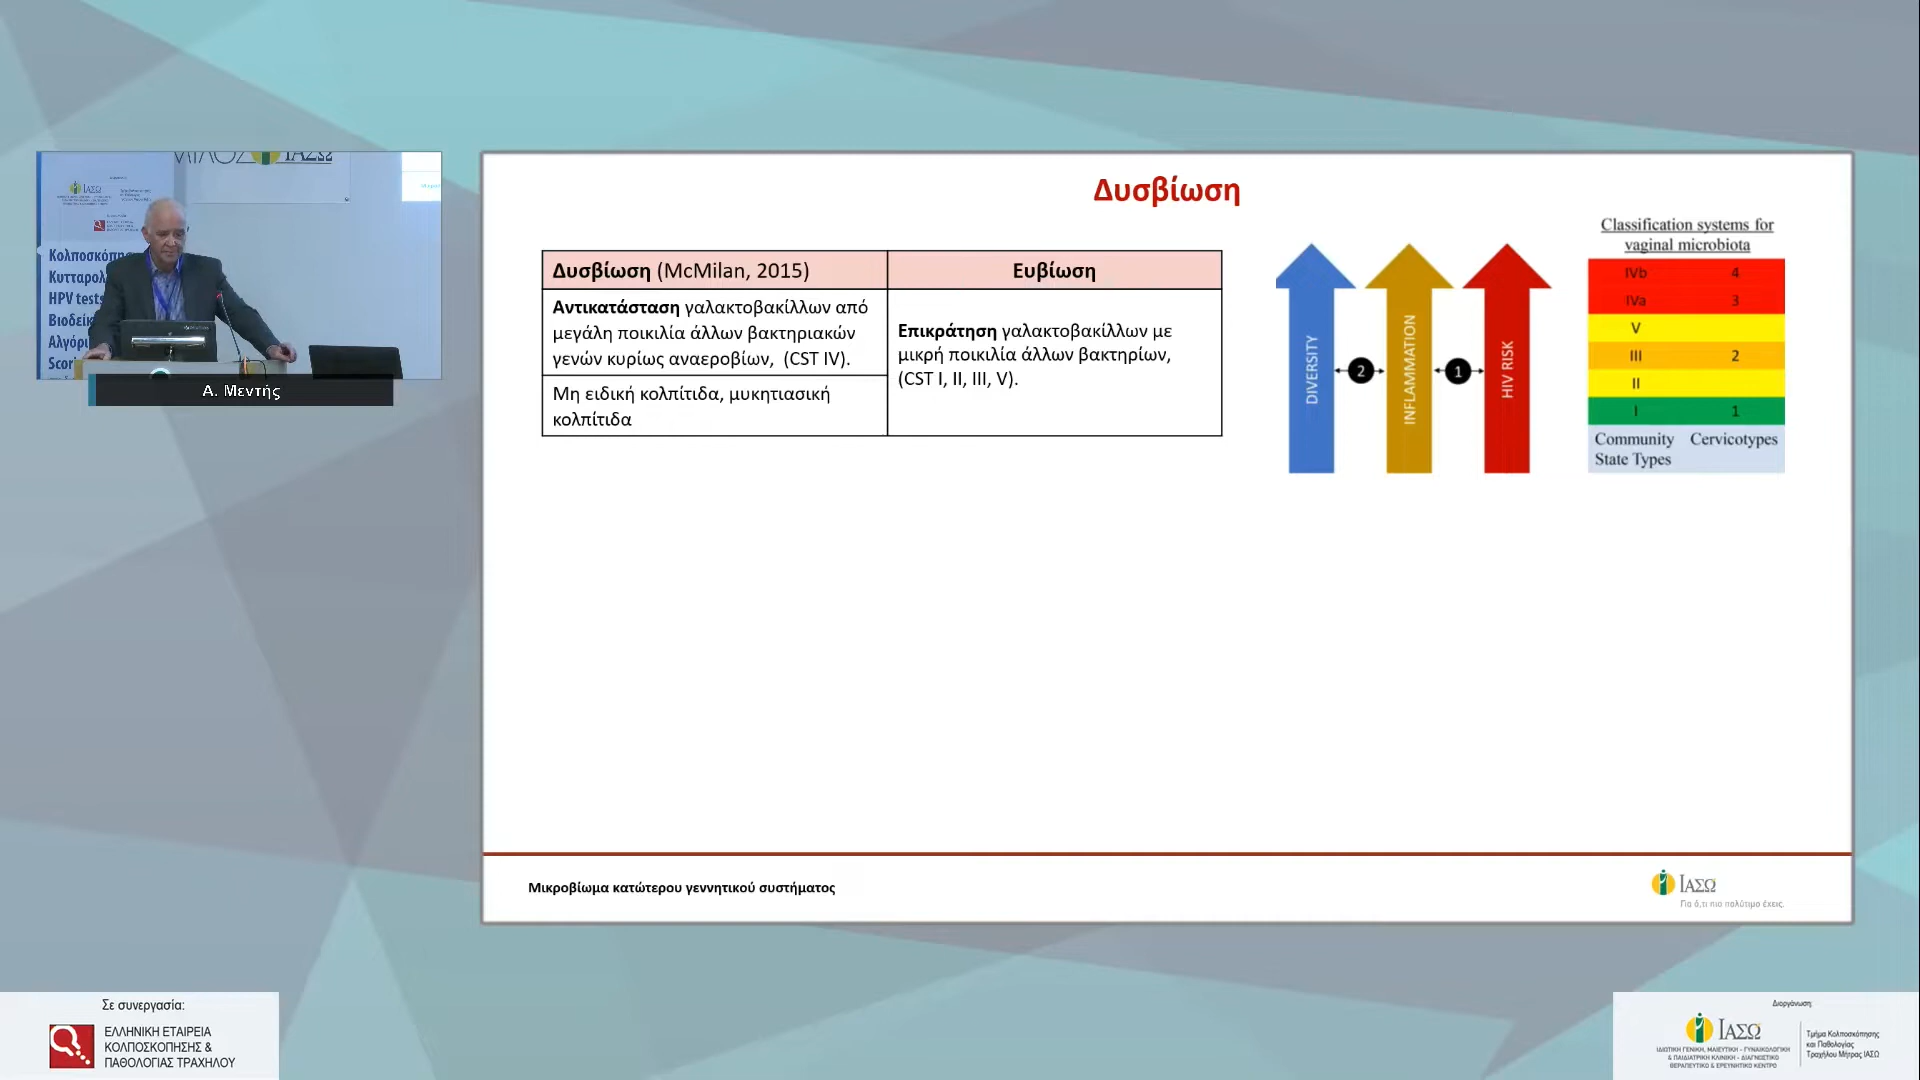 ΙΑΣΩ
ΙΑΣΩ
Κολποσκόπη
Κυτταρολ
HPV tests
Βιοδείκ
Αλγόρι
Scori
Α. Μεντής
Δυσβίωση
Δυσβίωση (McMilan, 2015)
Ευβίωση
Αντικατάσταση γαλακτοβακίλλων από
μεγάλη ποικιλία άλλων βακτηριακών
γενών κυρίως αναεροβίων, (CST IV).
Επικράτηση γαλακτοβακίλλων με
μικρή ποικιλία άλλων βακτηρίων,
(CST I, II, III, V).
Μη ειδική κολπίτιδα, μυκητιασική
κολπίτιδα
DIVERSITY
2
INFLAMMATION
1
HIV RISK
Classification systems for
vaginal microbiota
IVb 4
IVa 3
V
III 2
II
I 1
Community Cervicotypes
State Types
Μικροβίωμα κατώτερου γεννητικού συστήματος
ΙΑΣΩ
Για ό,τι πιο πολύτιμο έχεις.
Σε συνεργασία:
ΕΛΛΗΝΙΚΗ ΕΤΑΙΡΕΙΑ
ΚΟΛΠΟΣΚΟΠΗΣΗΣ &
ΠΑΘΟΛΟΓΙΑΣ ΤΡΑΧΗΛΟΥ
Διοργάνωση:
ΙΑΣΩ
ΙΔΙΩΤΙΚΗ ΓΕΝΙΚΗ, ΜΑΙΕΥΤΙΚΗ - ΓΥΝΑΙΚΟΛΟΓΙΚΗ
& ΠΑΙΔΙΑΤΡΙΚΗ ΚΛΙΝΙΚΗ - ΔΙΑΓΝΩΣΤΙΚΟ
ΘΕΡΑΠΕΥΤΙΚΟ & ΕΡΕΥΝΗΤΙΚΟ ΚΕΝΤΡΟ
Τμήμα Κολποσκόπησης
και Παθολογίας
Τραχήλου Μήτρας ΙΑΣΩ